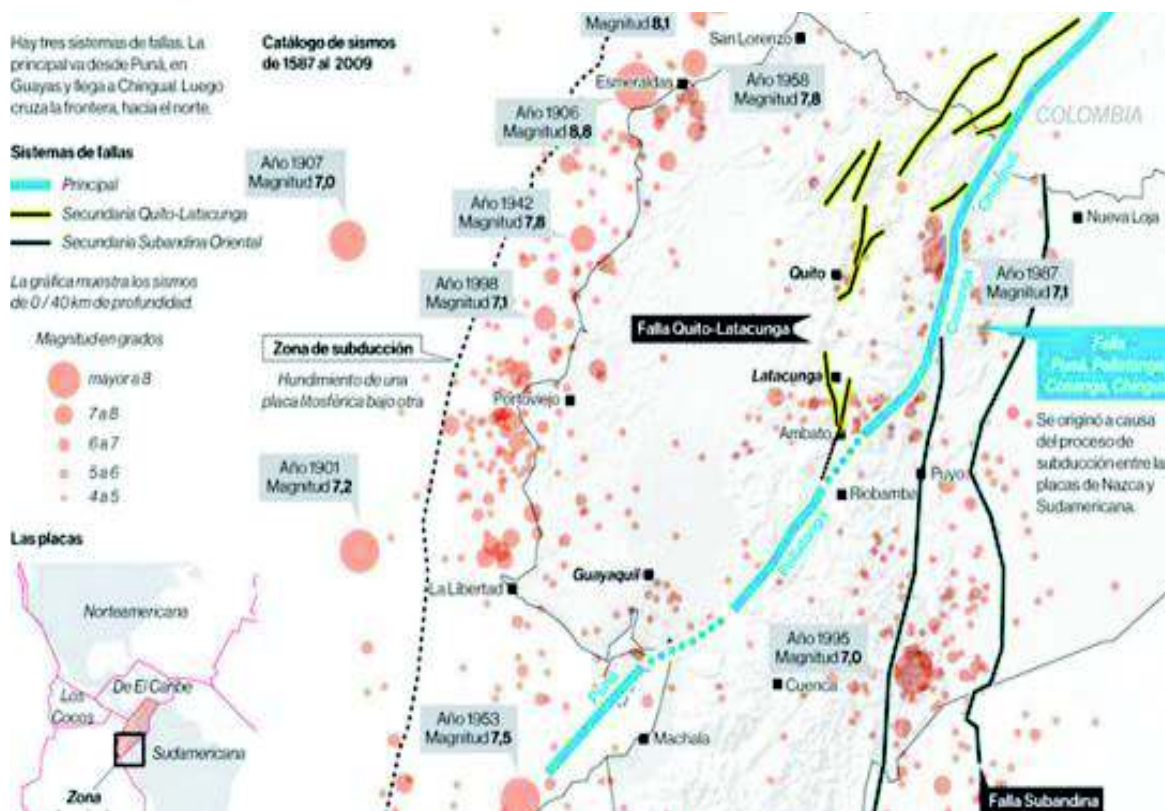 Hay tres sistemas de fallas. La
principal va desde Puná, en
Guayas y llega a Chingual. Luego
cruza la frontera, hacia el norte.
Catálogo de sismos
de 1587 al 2009
Sistemas de fallas
Principal
Secundaria Quito-Latacunga
Secundaria Subandina Oriental
La gráfica muestra los sismos
de 0 / 40 km de profundidad.
Magnitud en grados
mayor a 8
7 a 8
6 a 7
5 a 6
4 a 5
Las placas
Norteamericana
De El Caribe
Los
Cocos
Sudamericana
Zona
Magnitud 8,1
San Lorenzo
Esmeraldas
Año 1958
Magnitud 7,8
Año 1906
Magnitud 8,8
COLOMBIA
Año 1907
Magnitud 7,0
Año 1942
Magnitud 7,8
Nueva Loja
Quito
Año 1987
Magnitud 7,1
Año 1998
Magnitud 7,1
Falla Quito-Latacunga
Zona de subducción
Hundimiento de una
placa litosférica bajo otra
Falla
Latacunga
Portoviejo
Ambato
Se originó a causa
del proceso de
subducción entre la
placas de Nazca y
Sudamericana.
Año 1901
Magnitud 7,2
Puyo
Riobamba
Guayaquil
La Libertad
Año 1995
Magnitud 7,0
Cuenca
Puná
Año 1953
Magnitud 7,5
Machala
Falla Subandina